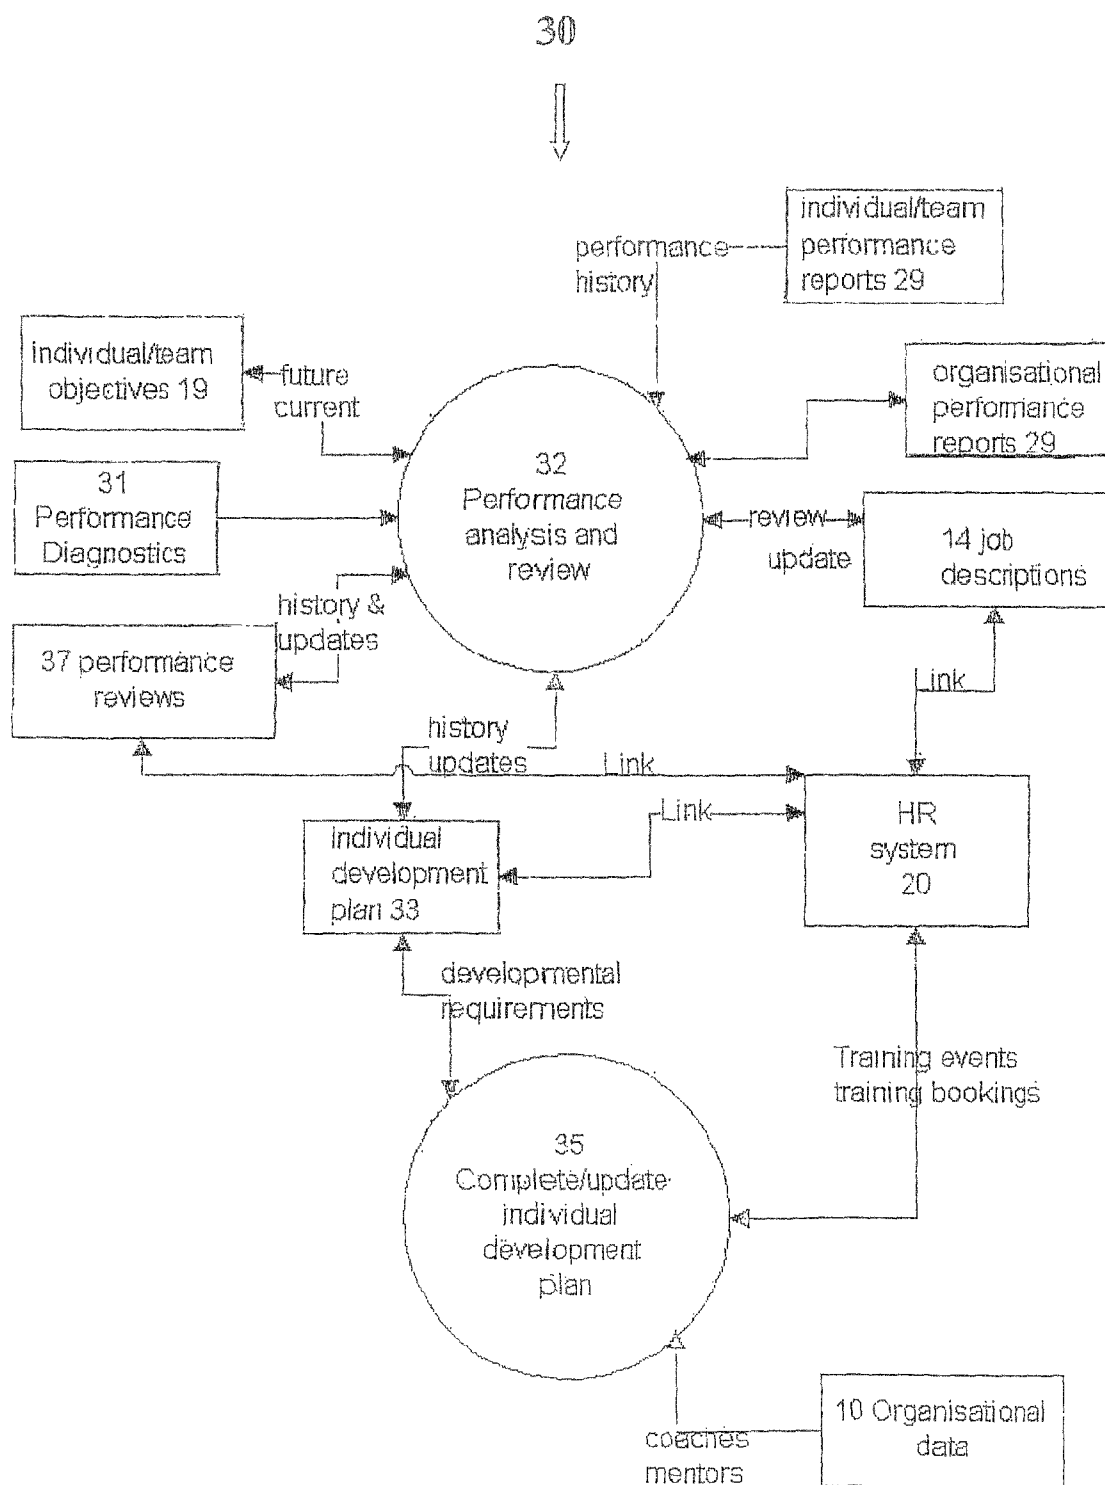 30
individual/team
performance
reports 29
performance
history
individual/team
objectives 19
future
current
organisational
performance
reports 29
32
Performance
analysis and
review
31
Performance
Diagnostics
review
update
14 job
descriptions
history &
updates
37 performance
reviews
Link
history
updates
Link
Link
HR
system
20
individual
development
plan 33
developmental
requirements
Training events
training bookings
35
Complete/update
individual
development
plan
10 Organisational
data
coaches
mentors